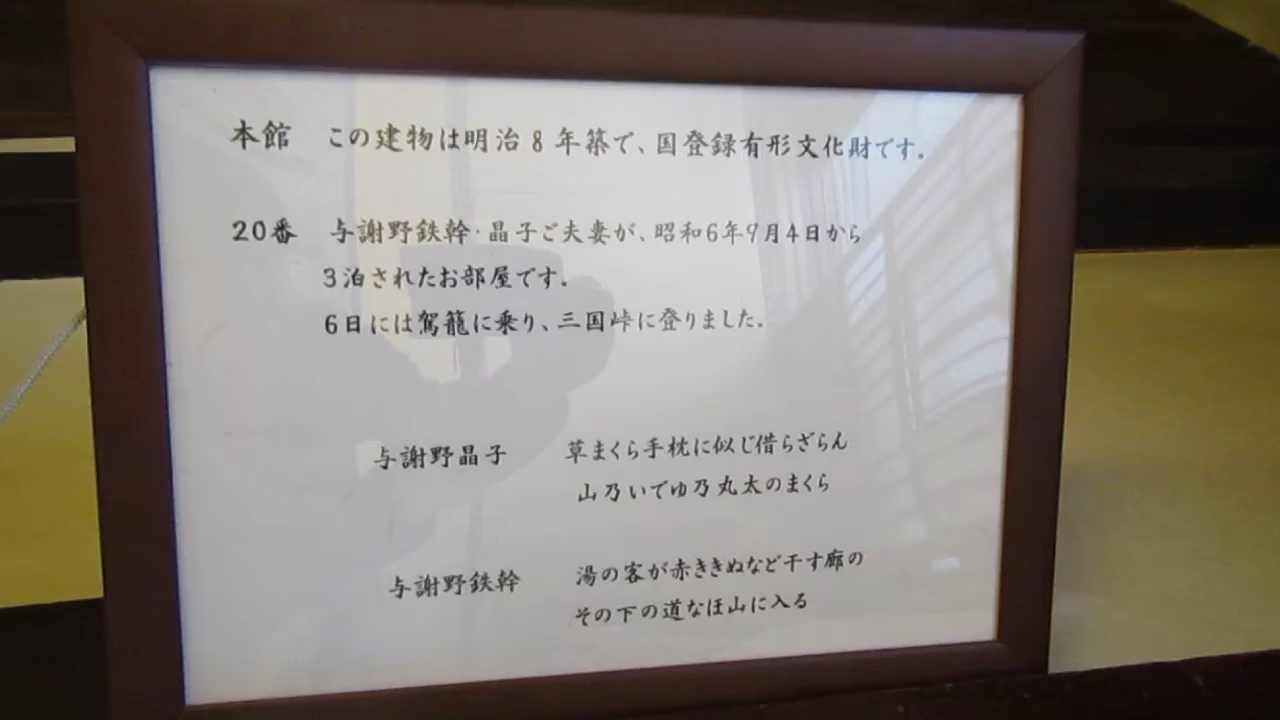 本館 この建物は明治8年築で、国登録有形文化財です。
20番 与謝野鉄幹・晶子ご夫妻が、昭和6年9月4日から
3泊されたお部屋です。
6日には駕籠に乗り、三国峠に登りました。
与謝野晶子 草まくら手枕に似じ借らざらん
山乃いでゆ乃丸太のまくら
与謝野鉄幹 湯の客が赤ききぬなど干す廊の
その下の道なほ山に入る